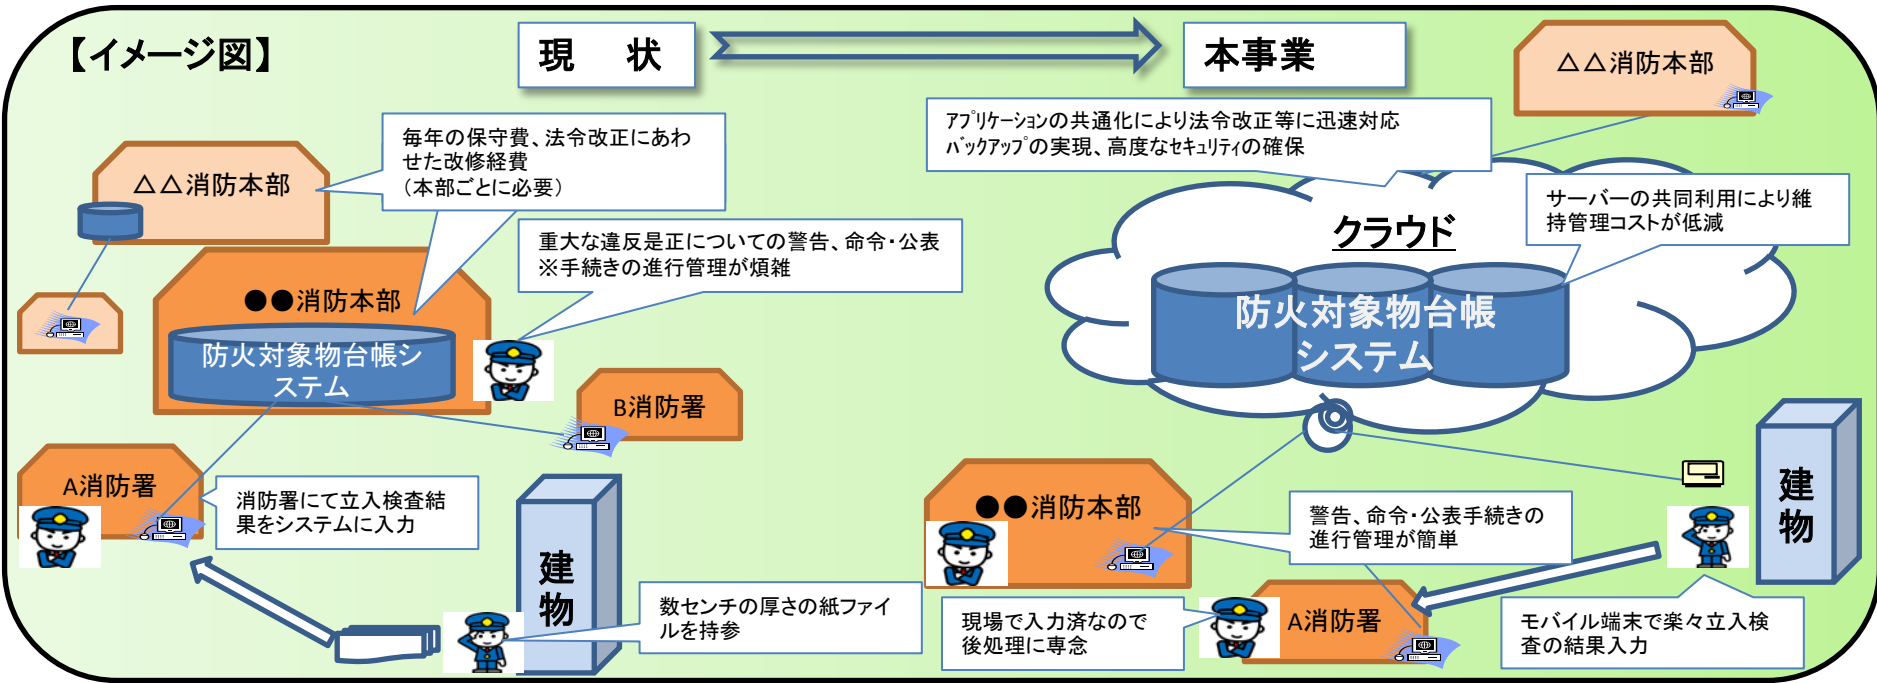 【イメージ図】
現　状
本事業
△△消防本部
毎年の保守費、法令改正にあわ
せた改修経費
（本部ごとに必要）
△△消防本部
重大な違反是正についての警告、命令・公表
※手続きの進行管理が煩雑
●●消防本部
防火対象物台帳シ
ステム
B消防署
A消防署
消防署にて立入検査結
果をシステムに入力
建
物
数センチの厚さの紙ファイ
ルを持参
アプリケーションの共通化により法令改正等に迅速対応
バックアップの実現、高度なセキュリティの確保
サーバーの共同利用により維
持管理コストが低減
クラウド
防火対象物台帳
システム
●●消防本部
警告、命令・公表手続きの
進行管理が簡単
建
物
現場で入力済なので
後処理に専念
A消防署
モバイル端末で楽々立入検
査の結果入力